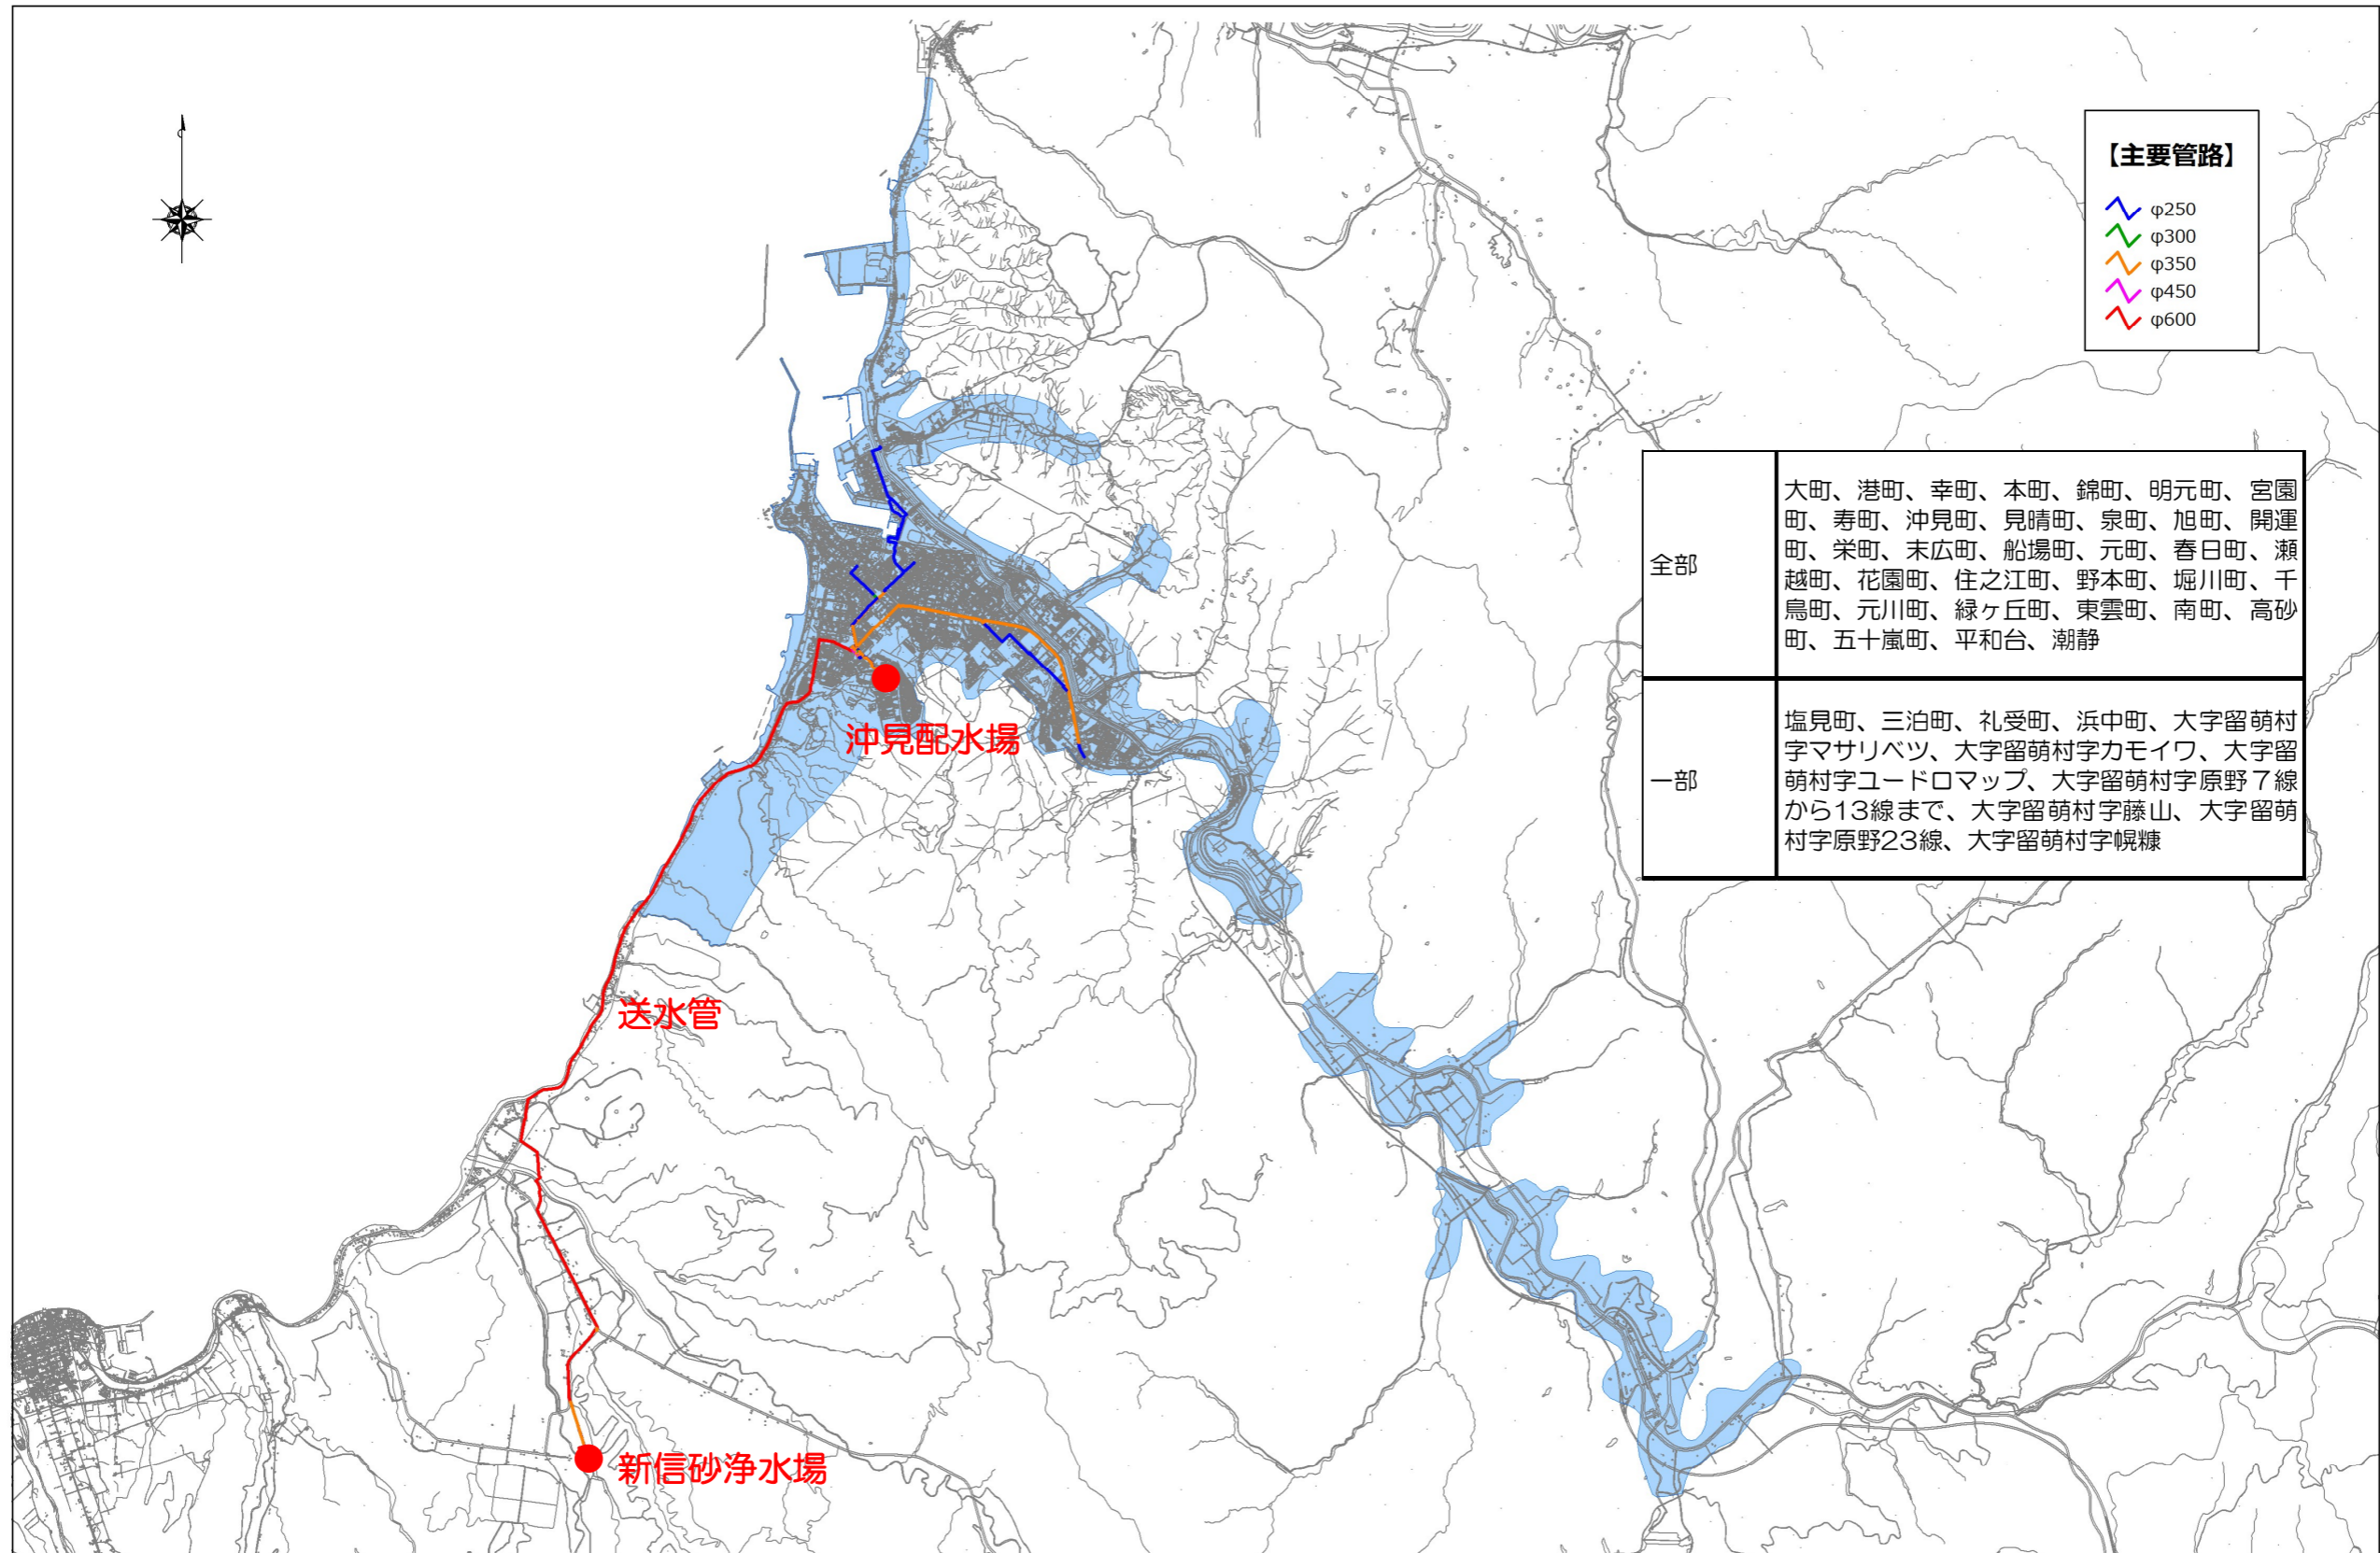 【主要管路】
φ250
φ300
φ350
φ450
φ600
全部
大町、港町、幸町、本町、錦町、明元町、宮園
町、寿町、沖見町、見晴町、泉町、旭町、開運
町、栄町、末広町、船場町、元町、春日町、瀬
越町、花園町、住之江町、野本町、堀川町、千
鳥町、元川町、緑ヶ丘町、東雲町、南町、高砂
町、五十嵐町、平和台、潮静
一部
塩見町、三泊町、礼受町、浜中町、大字留萌村
字マサリベツ、大字留萌村字カモイワ、大字留
萌村字ユードロマップ、大字留萌村字原野７線
から13線まで、大字留萌村字藤山、大字留萌
村字原野23線、大字留萌村字幌糠
沖見配水場
送水管
新信砂浄水場